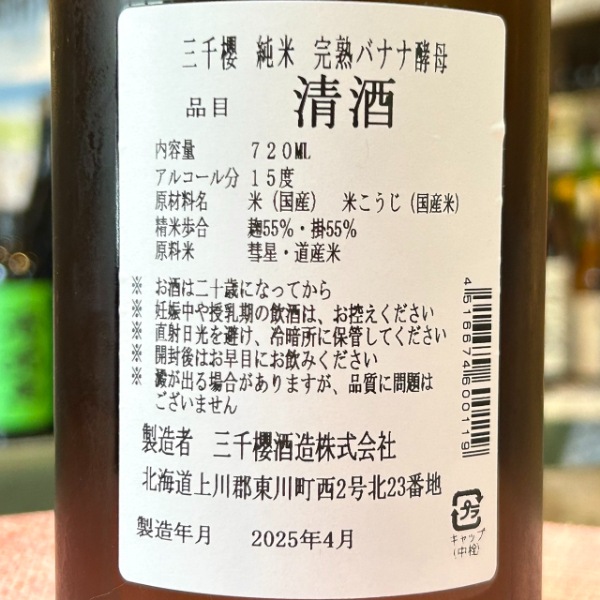 三千櫻 純米 完熟バナナ酵母
品目 清酒
内容量 720ML
アルコール分 15度
原材料名 米(国産) 米こうじ(国産米)
精米歩合 麹55%・掛55%
原料米 彗星・道産米
※ お酒は二十歳になってから
※ 妊娠中や授乳期の飲酒は、お控えください
※ 直射日光を避け、冷暗所に保管してください
※ 開封後はお早目にお飲みください
※ 澱が出る場合がありますが、品質に問題は
ございません
製造者 三千櫻酒造株式会社
北海道上川郡東川町西2号北23番地
製造年月 2025年4月
4516674600119
プラ
キャップ
(中栓)